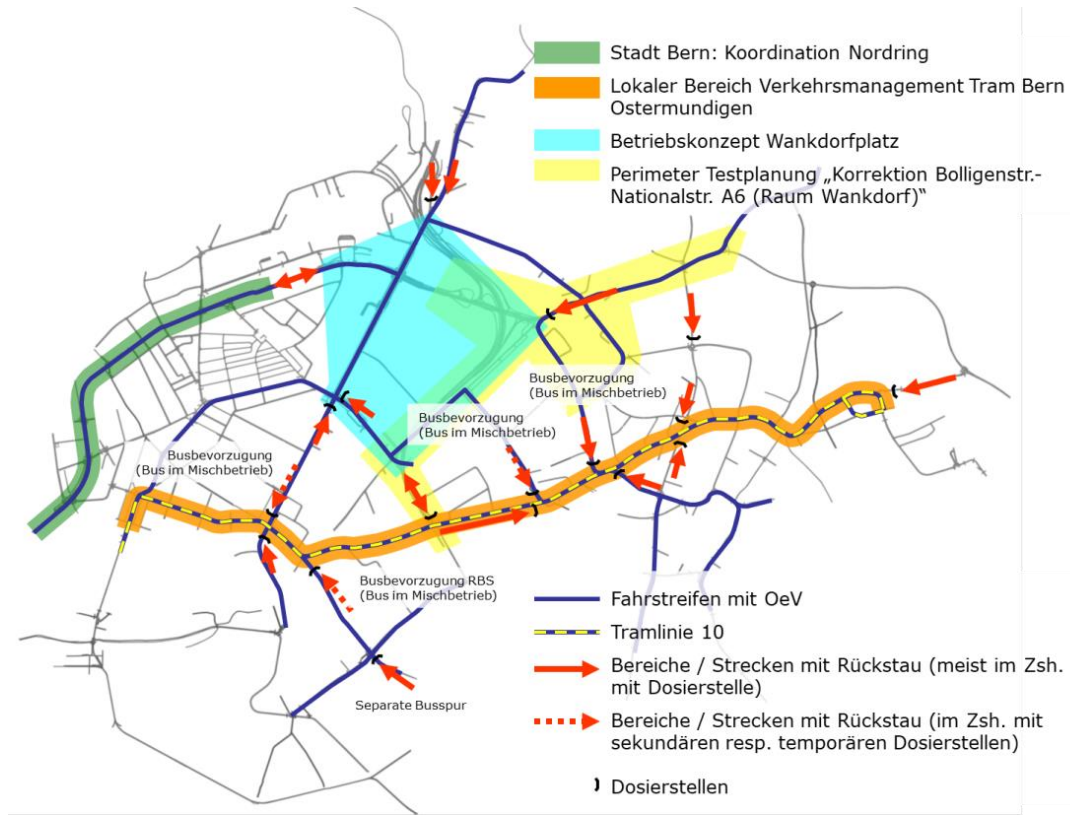 Stadt Bern: Koordination Nordring
Lokaler Bereich Verkehrsmanagement Tram Bern
Ostermundigen
Betriebskonzept Wankdorfplatz
Perimeter Testplanung „Korrektion Bolligenstr.-
Nationalstr. A6 (Raum Wankdorf)“
Busbevorzugung
(Bus im Mischbetrieb)
Busbevorzugung
(Bus im Mischbetrieb)
Busbevorzugung
(Bus im Mischbetrieb)
Busbevorzugung RBS
(Bus im Mischbetrieb)
Separate Busspur
Fahrstreifen mit OeV
Tramlinie 10
Bereiche / Strecken mit Rückstau (meist im Zsh.
mit Dosierstelle)
Bereiche / Strecken mit Rückstau (im Zsh. mit
sekundären resp. temporären Dosierstellen)
Dosierstellen